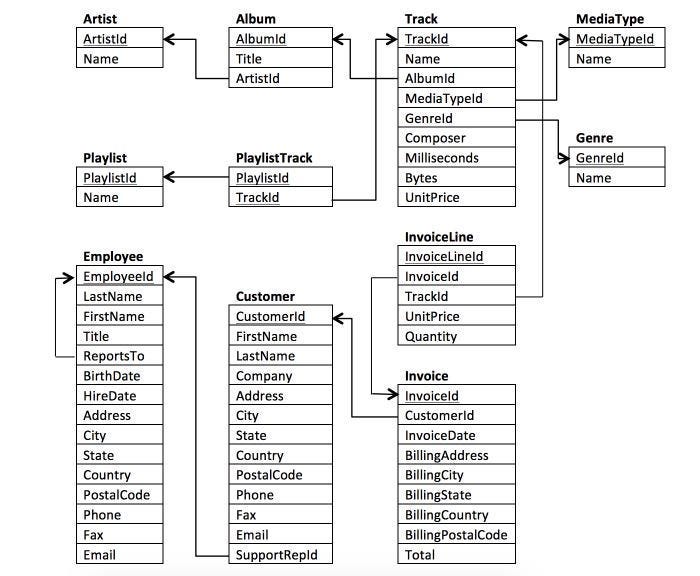 Artist
ArtistId
Name
Album
AlbumId
Title
ArtistId
Track
TrackId
Name
AlbumId
MediaTypeId
GenreId
Composer
Milliseconds
Bytes
UnitPrice
MediaType
MediaTypeId
Name
Genre
GenreId
Name
Playlist
PlaylistId
Name
PlaylistTrack
PlaylistId
TrackId
Employee
EmployeeId
LastName
FirstName
Title
ReportsTo
BirthDate
HireDate
Address
City
State
Country
PostalCode
Phone
Fax
Email
Customer
CustomerId
FirstName
LastName
Company
Address
City
State
Country
PostalCode
Phone
Fax
Email
SupportRepId
InvoiceLine
InvoiceLineId
InvoiceId
TrackId
UnitPrice
Quantity
Invoice
InvoiceId
CustomerId
InvoiceDate
BillingAddress
BillingCity
BillingState
BillingCountry
BillingPostalCode
Total